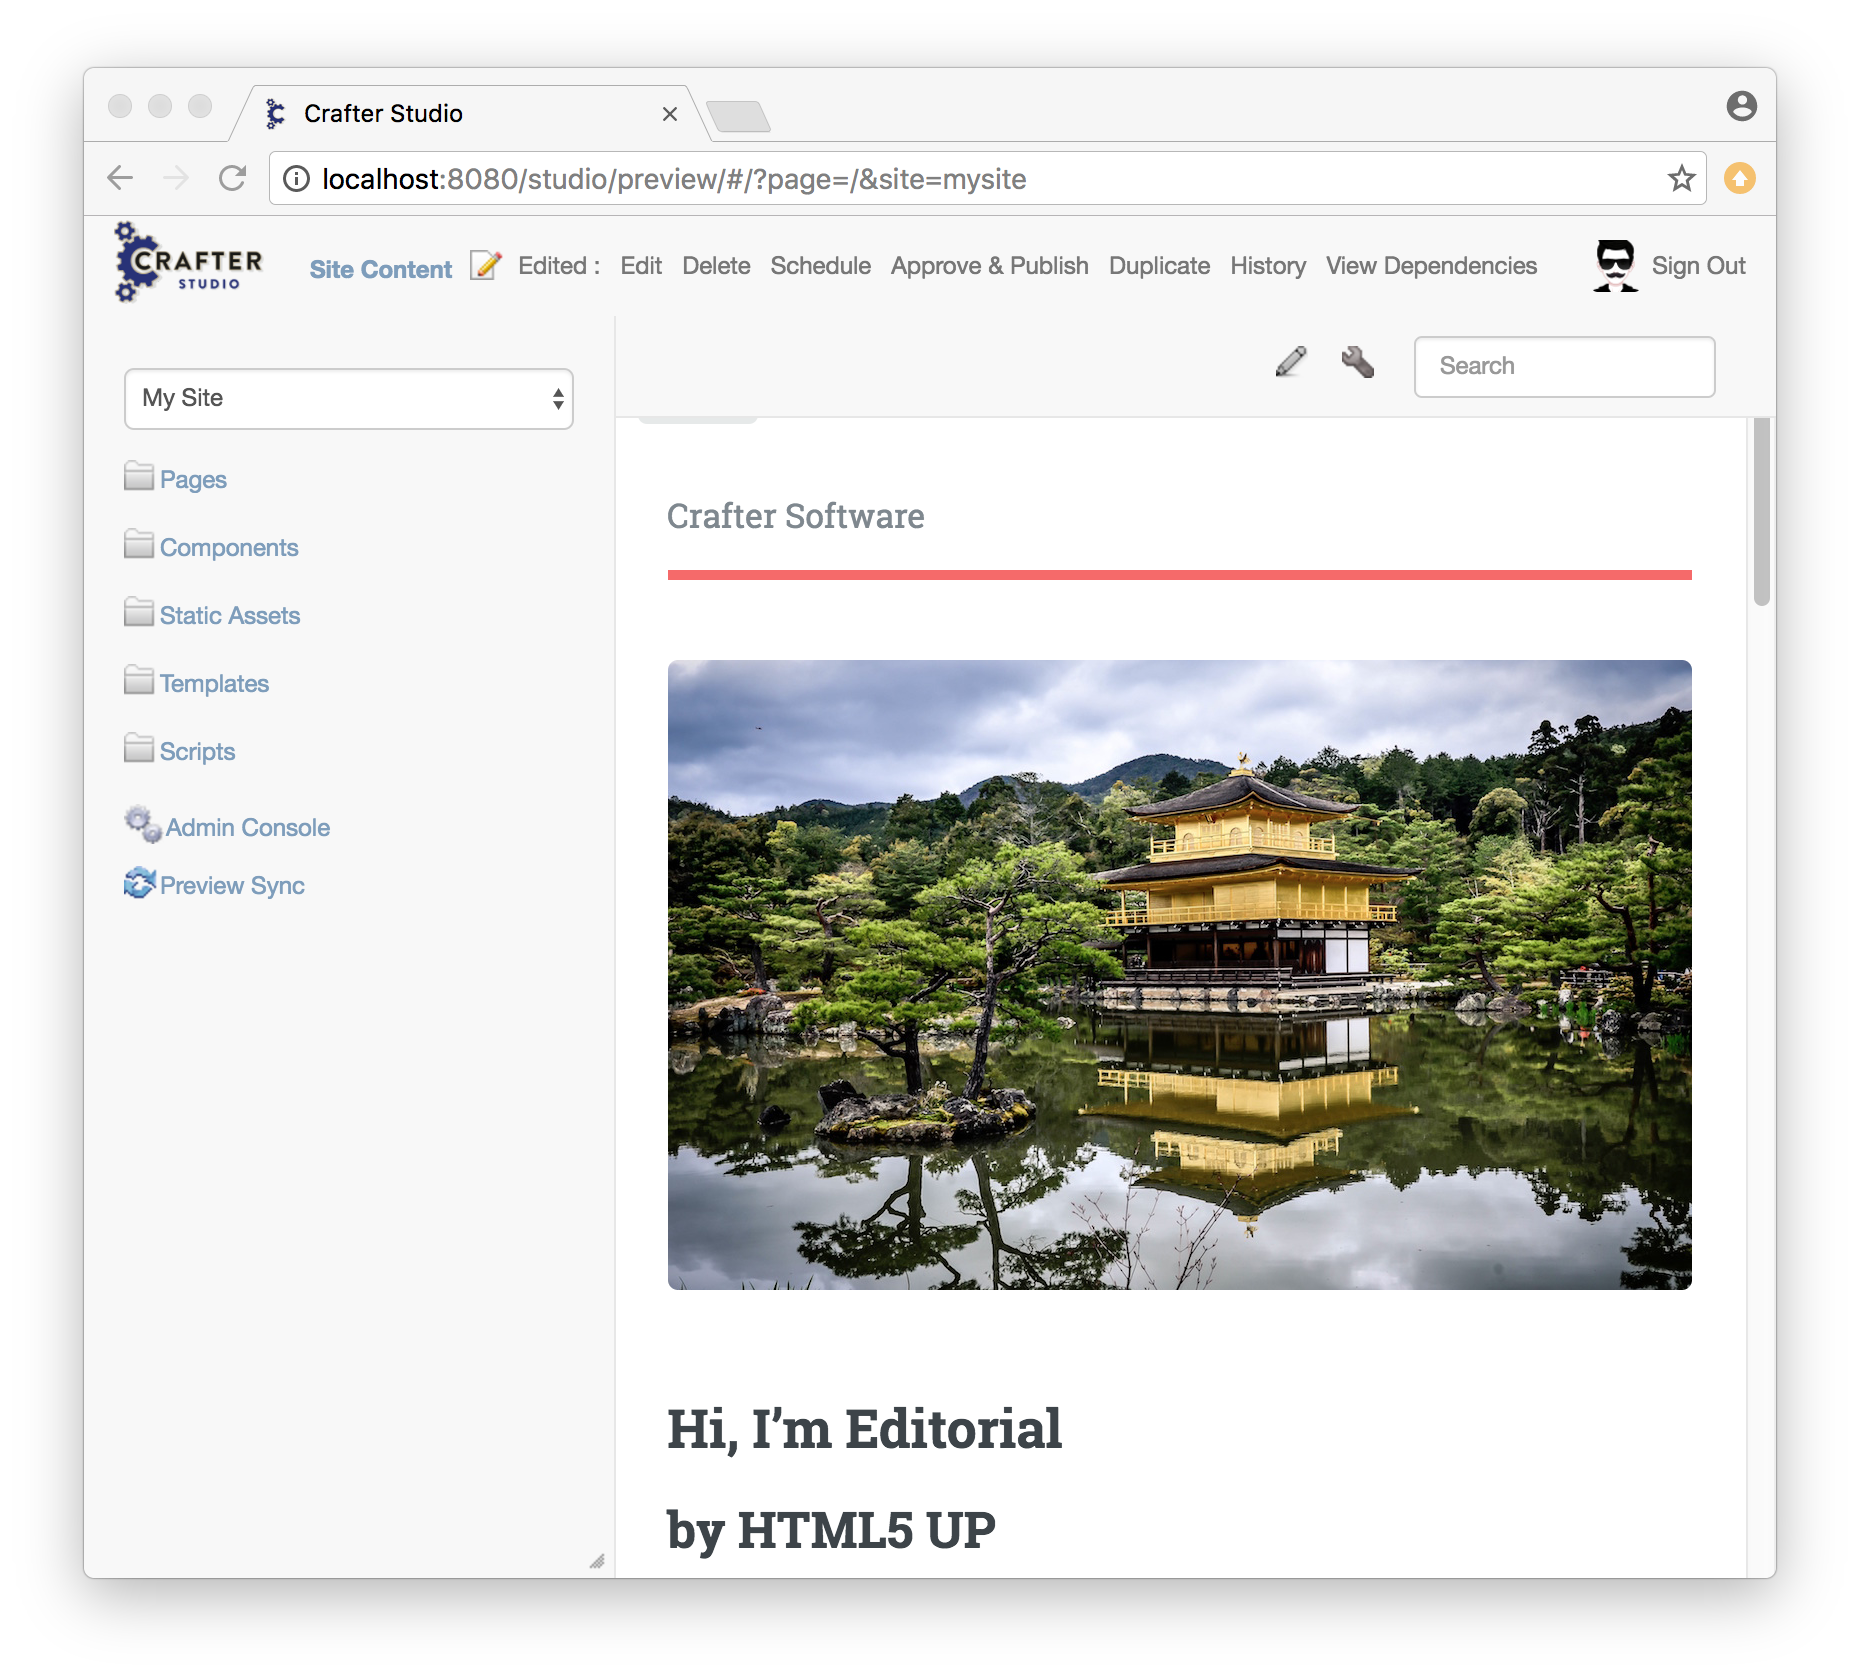 Crafter Studio
localhost:8080/studio/preview/#/?page=/&site=mysite
CRAFTER
STUDIO
Site Content Edited : Edit Delete Schedule Approve & Publish Duplicate History View Dependencies Sign Out
Search
My Site
Pages
Components
Static Assets
Templates
Scripts
Admin Console
Preview Sync
Crafter Software
Hi, I’m Editorial
by HTML5 UP